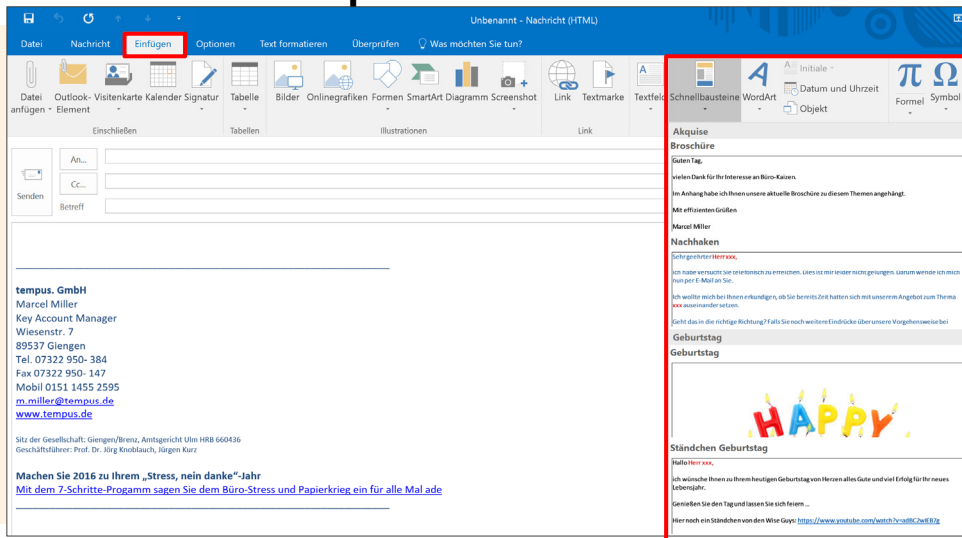 Unbenannt - Nachricht (HTML)
Datei Nachricht Einfügen Optionen Text formatieren Überprüfen Was möchten Sie tun?
Datei anfügen
Outlook-Element
Visitenkarte
Kalender
Signatur
Tabelle
Bilder
Onlinegrafiken
Formen
SmartArt
Diagramm
Screenshot
Link
Textmarke
Textfeld
Schnellbausteine
WordArt
Initiale
Datum und Uhrzeit
Objekt
Formel
Symbol
Einschließen
Tabellen
Illustrationen
Link
An...
Cc...
Senden
Betreff
tempus. GmbH
Marcel Miller
Key Account Manager
Wiesenstr. 7
89537 Giengen
Tel. 07322 950- 384
Fax 07322 950- 147
Mobil 0151 1455 2595
m.miller@tempus.de
www.tempus.de
Sitz der Gesellschaft: Giengen/Brenz, Amtsgericht Ulm HRB 660436
Geschäftsführer: Prof. Dr. Jörg Knoblauch, Jürgen Kurz
Machen Sie 2016 zu Ihrem „Stress, nein danke“-Jahr
Mit dem 7-Schritte-Progamm sagen Sie dem Büro-Stress und Papierkrieg ein für alle Mal ade
Akquise
Broschüre
Guten Tag,
vielen Dank für Ihr Interesse an Büro-Kaizen.
Im Anhang habe ich Ihnen unsere aktuelle Broschüre zu diesem Themen angehängt.
Mit effizienten Grüßen
Marcel Miller
Nachhaken
Sehr geehrter Herr xxx,
ich habe versucht Sie telefonisch zu erreichen. Dies ist mir leider nicht gelungen. Darum wende ich mich
nun per E-Mail an Sie.
Ich wollte mich bei Ihnen erkundigen, ob Sie bereits Zeit hatten sich mit unserem Angebot zum Thema
xxx auseinander setzen.
Geht das in die richtige Richtung? Falls Sie noch weitere Eindrücke über unsere Vorgehensweise bei
Geburtstag
Geburtstag
HAPPY
Ständchen Geburtstag
Hallo Herr xxx,
ich wünsche Ihnen zu Ihrem heutigen Geburtstag von Herzen alles Gute und viel Erfolg für Ihr neues
Lebensjahr.
Genießen Sie den Tag und lassen Sie sich feiern ...
Hier noch ein Ständchen von den Wise Guys: https://www.youtube.com/watch?v=adBC2wIEB7g